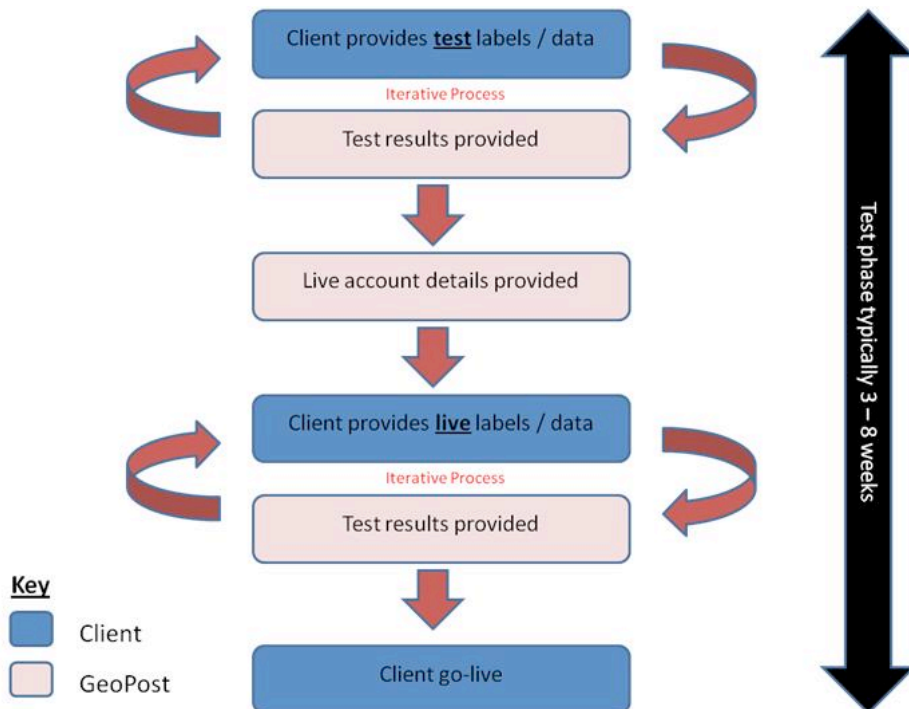 Client provides test labels / data
Iterative Process
Test results provided
Live account details provided
Client provides live labels / data
Iterative Process
Test results provided
Client go-live
Test phase typically 3 – 8 weeks
Key
Client
GeoPost